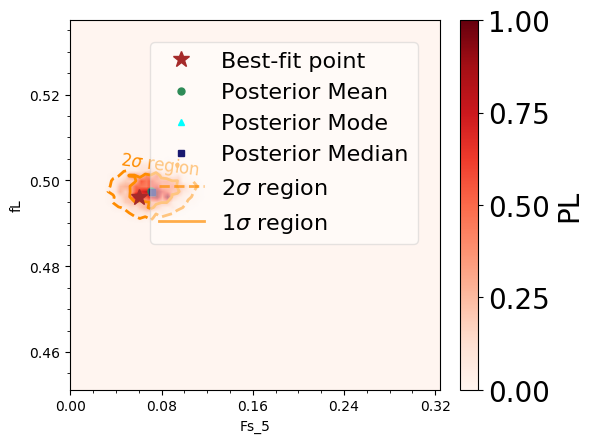 Best-fit point
Posterior Mean
Posterior Mode
Posterior Median
2σ region
1σ region
2σ region
0.52
0.50
0.48
0.46
fL
0.00
0.08
0.16
0.24
0.32
Fs_5
1.00
0.75
0.50
0.25
0.00
PL